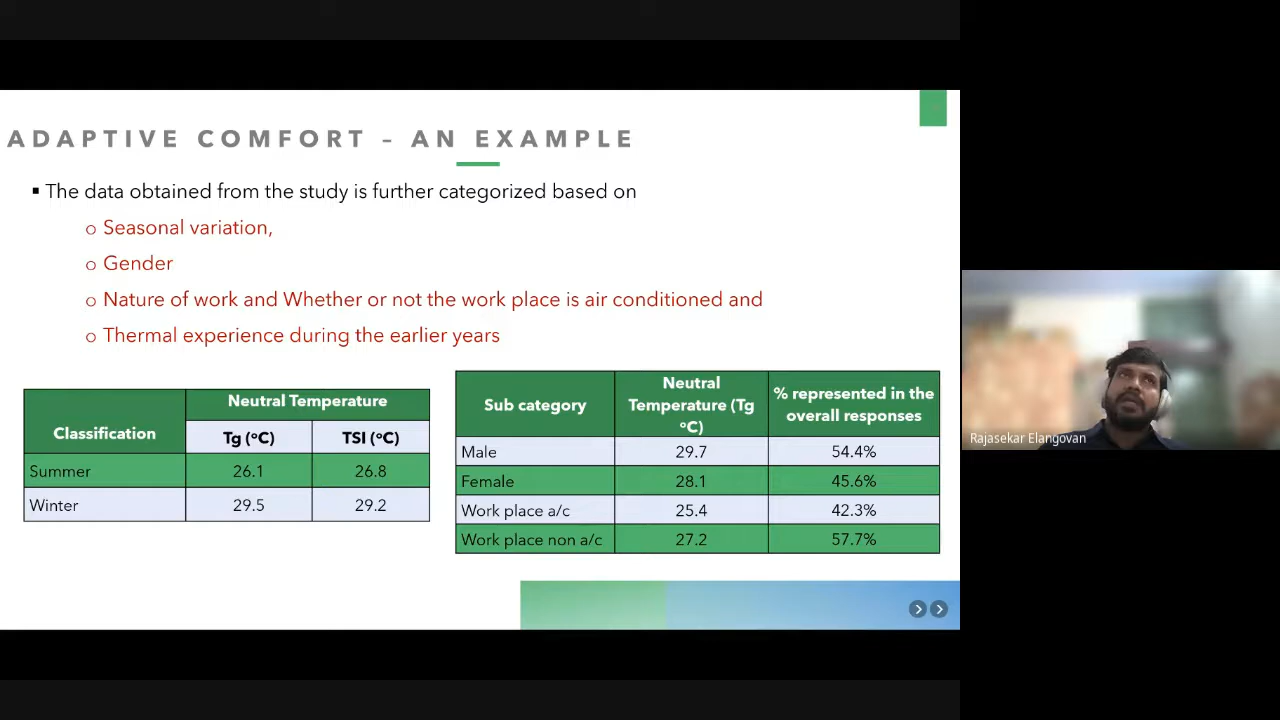 ADAPTIVE COMFORT – AN EXAMPLE
▪ The data obtained from the study is further categorized based on
o Seasonal variation,
o Gender
o Nature of work and Whether or not the work place is air conditioned and
o Thermal experience during the earlier years
Classification
Neutral Temperature
Tg (ºC) TSI (ºC)
Summer 26.1 26.8
Winter 29.5 29.2
Sub category
Neutral
Temperature (Tg
ºC)
% represented in the
overall responses
Male 29.7 54.4%
Female 28.1 45.6%
Work place a/c 25.4 42.3%
Work place non a/c 27.2 57.7%
Rajasekar Elangovan